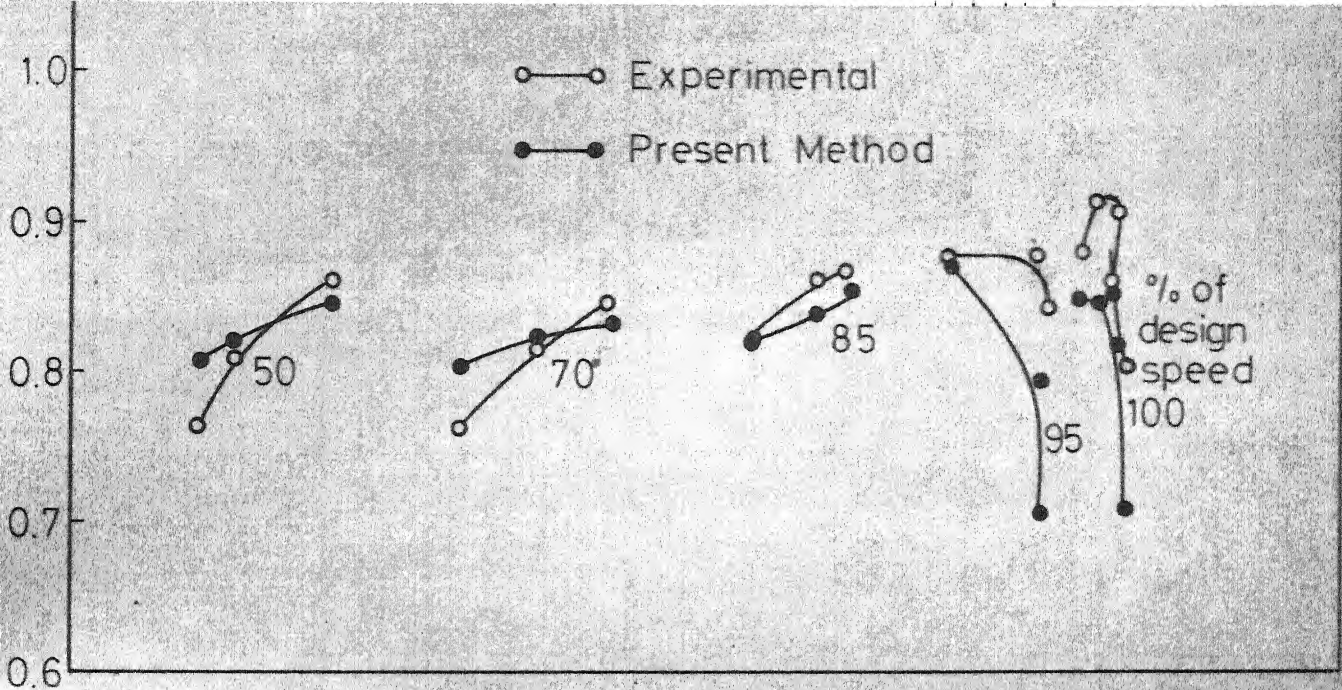 1.0
Experimental
Present Method
0.9
0.8
50
70
85
% of
design
speed
95
100
0.7
0.6